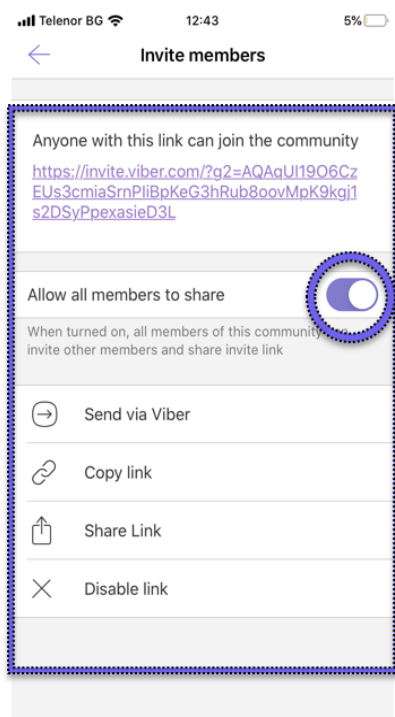 Telenor BG 12:43 5%
Invite members
Anyone with this link can join the community
https://invite.viber.com/?g2=AQAqUl19O6Cz
EUs3cmiaSrnPliBpKeG3hRub8oovMpK9kgj1
s2DSyPpexasieD3L
Allow all members to share
When turned on, all members of this community
invite other members and share invite link
Send via Viber
Copy link
Share Link
Disable link